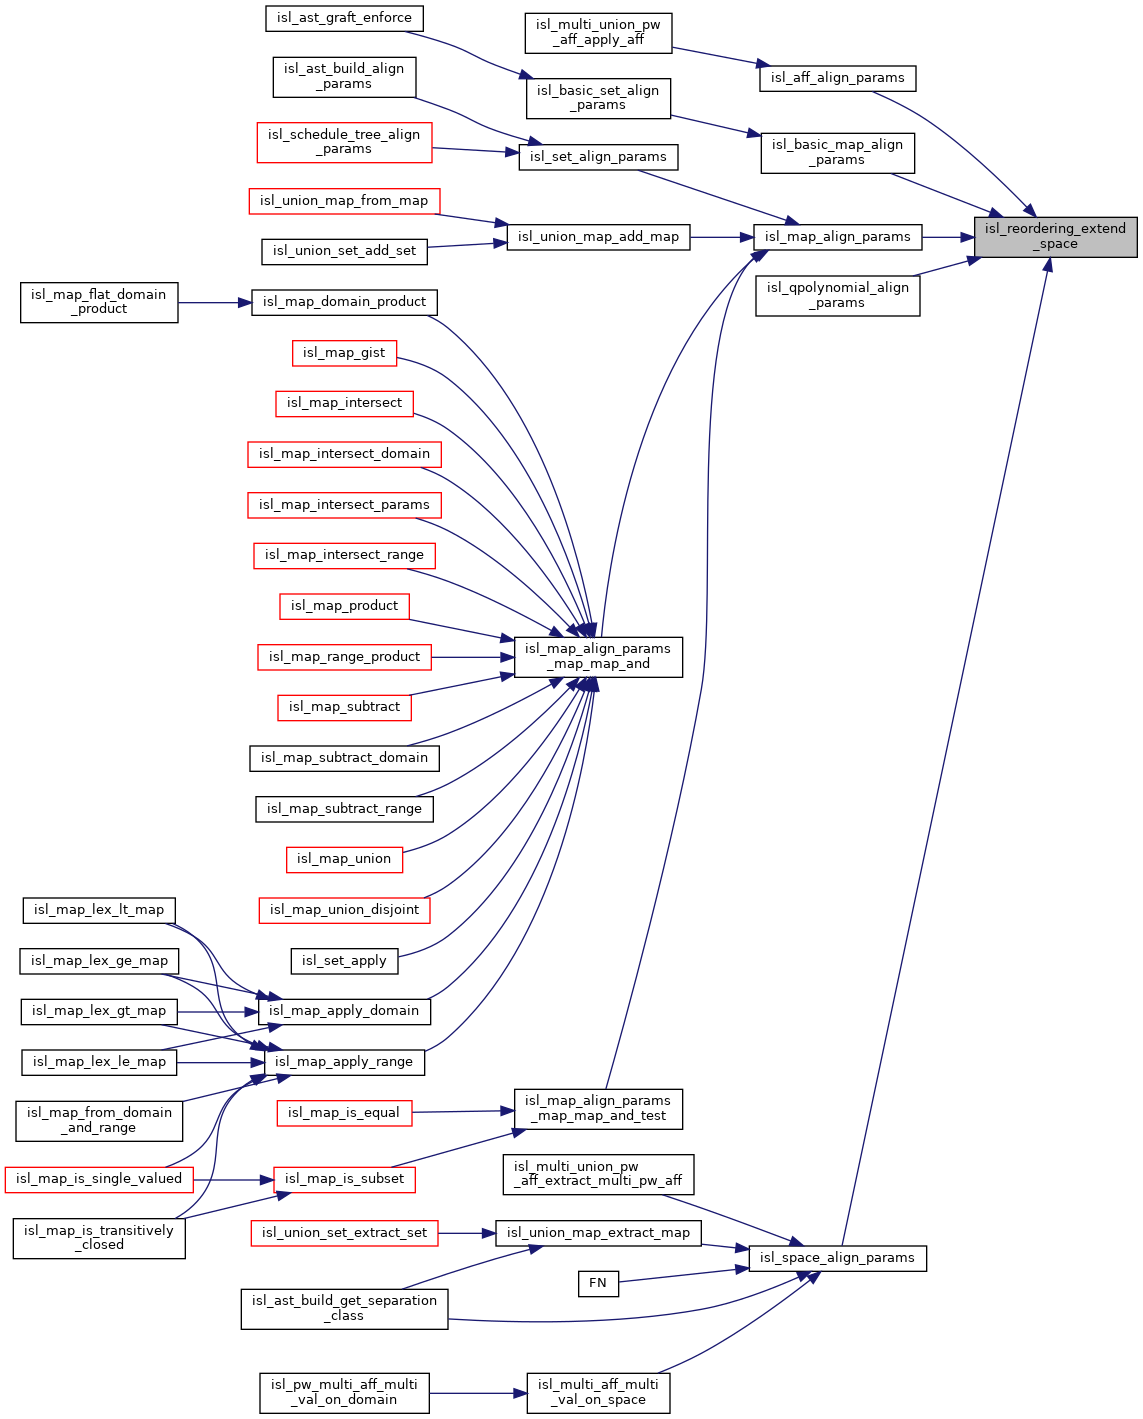 isl_ast_graft_enforce
isl_multi_union_pw
_aff_apply_aff
isl_ast_build_align
_params
isl_basic_set_align
_params
isl_aff_align_params
isl_schedule_tree_align
_params
isl_set_align_params
isl_basic_map_align
_params
isl_union_map_from_map
isl_union_set_add_set
isl_union_map_add_map
isl_map_align_params
isl_reordering_extend
_space
isl_qpolynomial_align
_params
isl_map_flat_domain
_product
isl_map_domain_product
isl_map_gist
isl_map_intersect
isl_map_intersect_domain
isl_map_intersect_params
isl_map_intersect_range
isl_map_product
isl_map_range_product
isl_map_align_params
_map_map_and
isl_map_subtract
isl_map_subtract_domain
isl_map_subtract_range
isl_map_union
isl_map_union_disjoint
isl_set_apply
isl_map_lex_lt_map
isl_map_lex_ge_map
isl_map_lex_gt_map
isl_map_lex_le_map
isl_map_apply_domain
isl_map_apply_range
isl_map_from_domain
_and_range
isl_map_is_equal
isl_map_align_params
_map_map_and_test
isl_map_is_single_valued
isl_map_is_subset
isl_map_is_transitively
_closed
isl_multi_union_pw
_aff_extract_multi_pw_aff
isl_union_set_extract_set
isl_union_map_extract_map
isl_space_align_params
FN
isl_ast_build_get_separation
_class
isl_pw_multi_aff_multi
_val_on_domain
isl_multi_aff_multi
_val_on_space